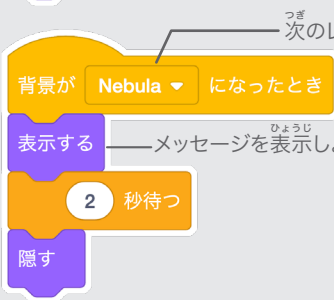 つぎ
次の
背景が Nebula になったとき
ひょうじ
表示する メッセージを表示し
2 秒待つ
隠す